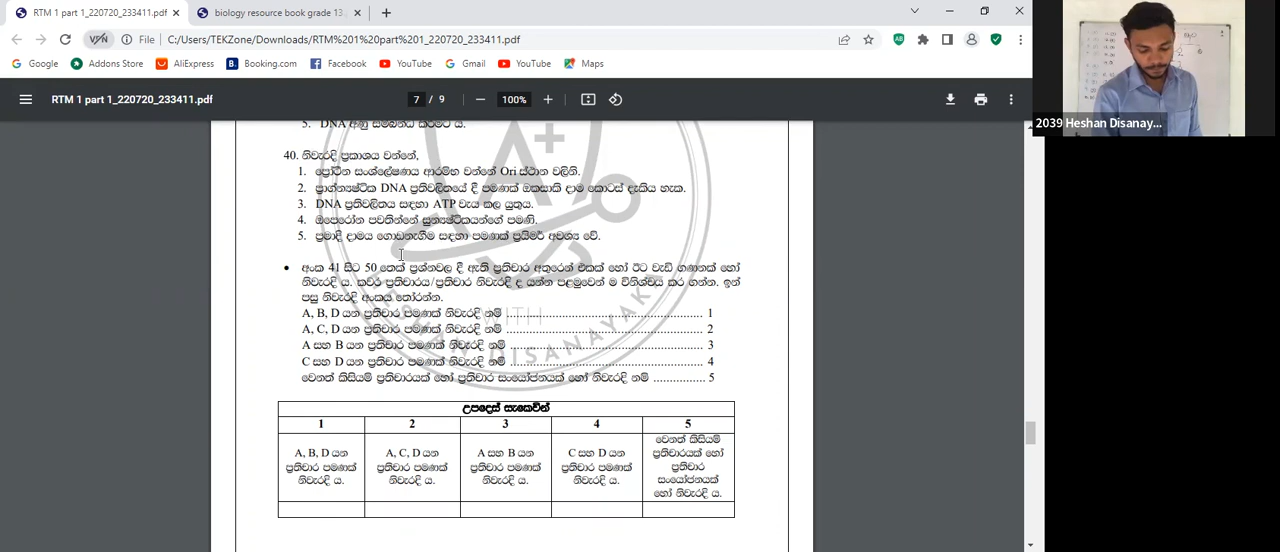 RTM 1 part 1_220720_233411.pdf
biology resource book grade 13
File
C:/Users/TEKZone/Downloads/RTM%201%20part%201_220720_233411.pdf
Google
Addons Store
AliExpress
Booking.com
Facebook
YouTube
Gmail
YouTube
Maps
RTM 1 part 1_220720_233411.pdf
7 / 9
100%
2039 Heshan Disanay...
5. DNA අණු සම්බන්ධ කිරීමට ය.
40. නිවැරදි ප්‍රකාශය වන්නේ,
1. ප්‍රෝටීන සංශ්ලේෂණය ආරම්භ වන්නේ Ori ස්ථාන වලිනි.
2. ප්‍රාග්න්‍යෂ්ටික DNA ප්‍රතිවලිතයේ දී පමණක් ඔකසාකි දාම කොටස් දැකිය හැක.
3. DNA ප්‍රතිවලිතය සඳහා ATP වැය කල යුතුය.
4. ඔපෙරෝන පවතින්නේ සුන්‍යෂ්ටිකයන්ගේ පමණි.
5. ප්‍රමාදී දාමය ගොඩනැගීම සඳහා පමණක් ප්‍රයිමර් අවශ්‍ය වේ.
• අංක 41 සිට 50 තෙක් ප්‍රශ්නවල දී ඇති ප්‍රතිචාර අතුරෙන් එකක් හෝ ඊට වැඩි ගණනක් හෝ
නිවැරදි ය. කවර ප්‍රතිචාරය/ප්‍රතිචාර නිවැරදි ද යන්න පළමුවෙන් ම විනිශ්චය කර ගන්න. ඉන්
පසු නිවැරදි අංකය තෝරන්න.
A, B, D යන ප්‍රතිචාර පමණක් නිවැරදි නම් ........................................................ 1
A, C, D යන ප්‍රතිචාර පමණක් නිවැරදි නම් ........................................................ 2
A සහ B යන ප්‍රතිචාර පමණක් නිවැරදි නම් ....................................................... 3
C සහ D යන ප්‍රතිචාර පමණක් නිවැරදි නම් ...................................................... 4
වෙනත් කිසියම් ප්‍රතිචාරයක් හෝ ප්‍රතිචාර සංයෝජනයක් හෝ නිවැරදි නම් ............... 5
උපදෙස් සැකෙවින්
1 2 3 4 5
A, B, D යන
ප්‍රතිචාර පමණක්
නිවැරදි ය.
A, C, D යන
ප්‍රතිචාර පමණක්
නිවැරදි ය.
A සහ B යන
ප්‍රතිචාර පමණක්
නිවැරදි ය.
C සහ D යන
ප්‍රතිචාර පමණක්
නිවැරදි ය.
වෙනත් කිසියම්
ප්‍රතිචාරයක් හෝ
ප්‍රතිචාර
සංයෝජනයක්
හෝ නිවැරදි ය.
A+
WITH
DISANAYAKA